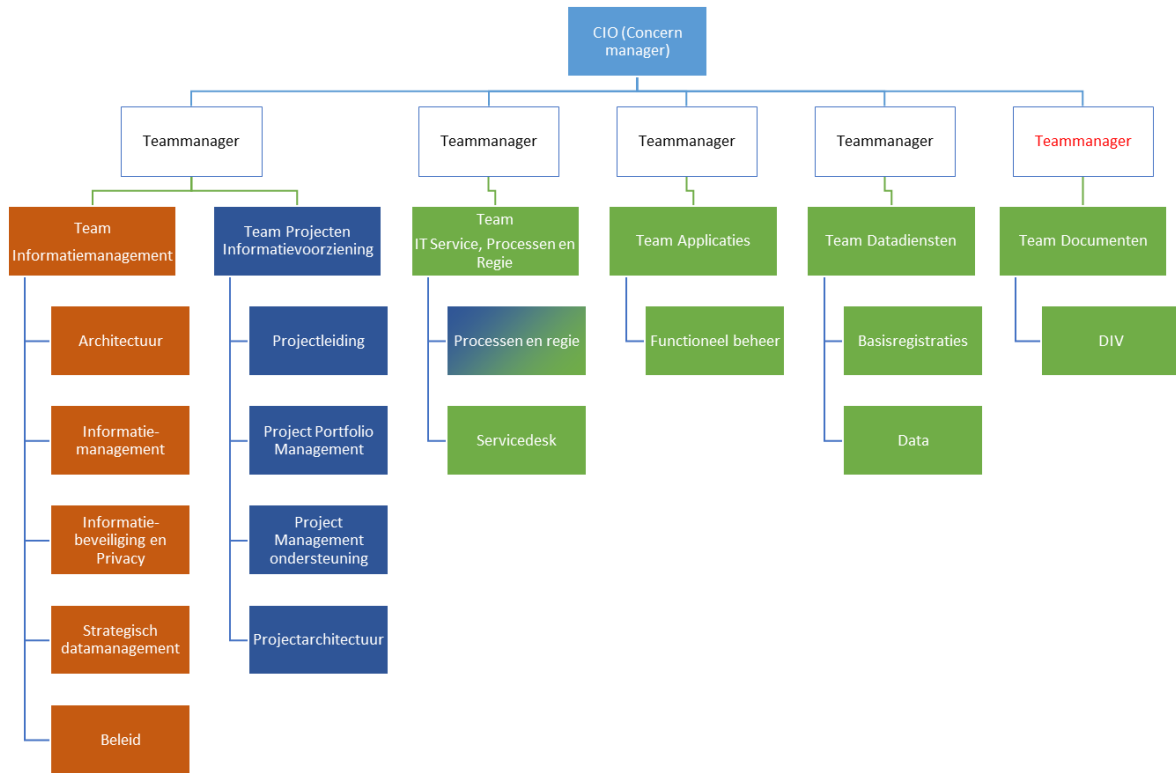 CIO (Concern
manager)
Teammanager
Teammanager
Teammanager
Teammanager
Teammanager
Team
Informatiemanagement
Team Projecten
Informatievoorziening
Team
IT Service, Processen en
Regie
Team Applicaties
Team Datadiensten
Team Documenten
Architectuur
Projectleiding
Processen en regie
Functioneel beheer
Basisregistraties
DIV
Informatie-
management
Project Portfolio
Management
Servicedesk
Data
Informatie-
beveiliging en
Privacy
Project
Management
ondersteuning
Strategisch
datamanagement
Projectarchitectuur
Beleid